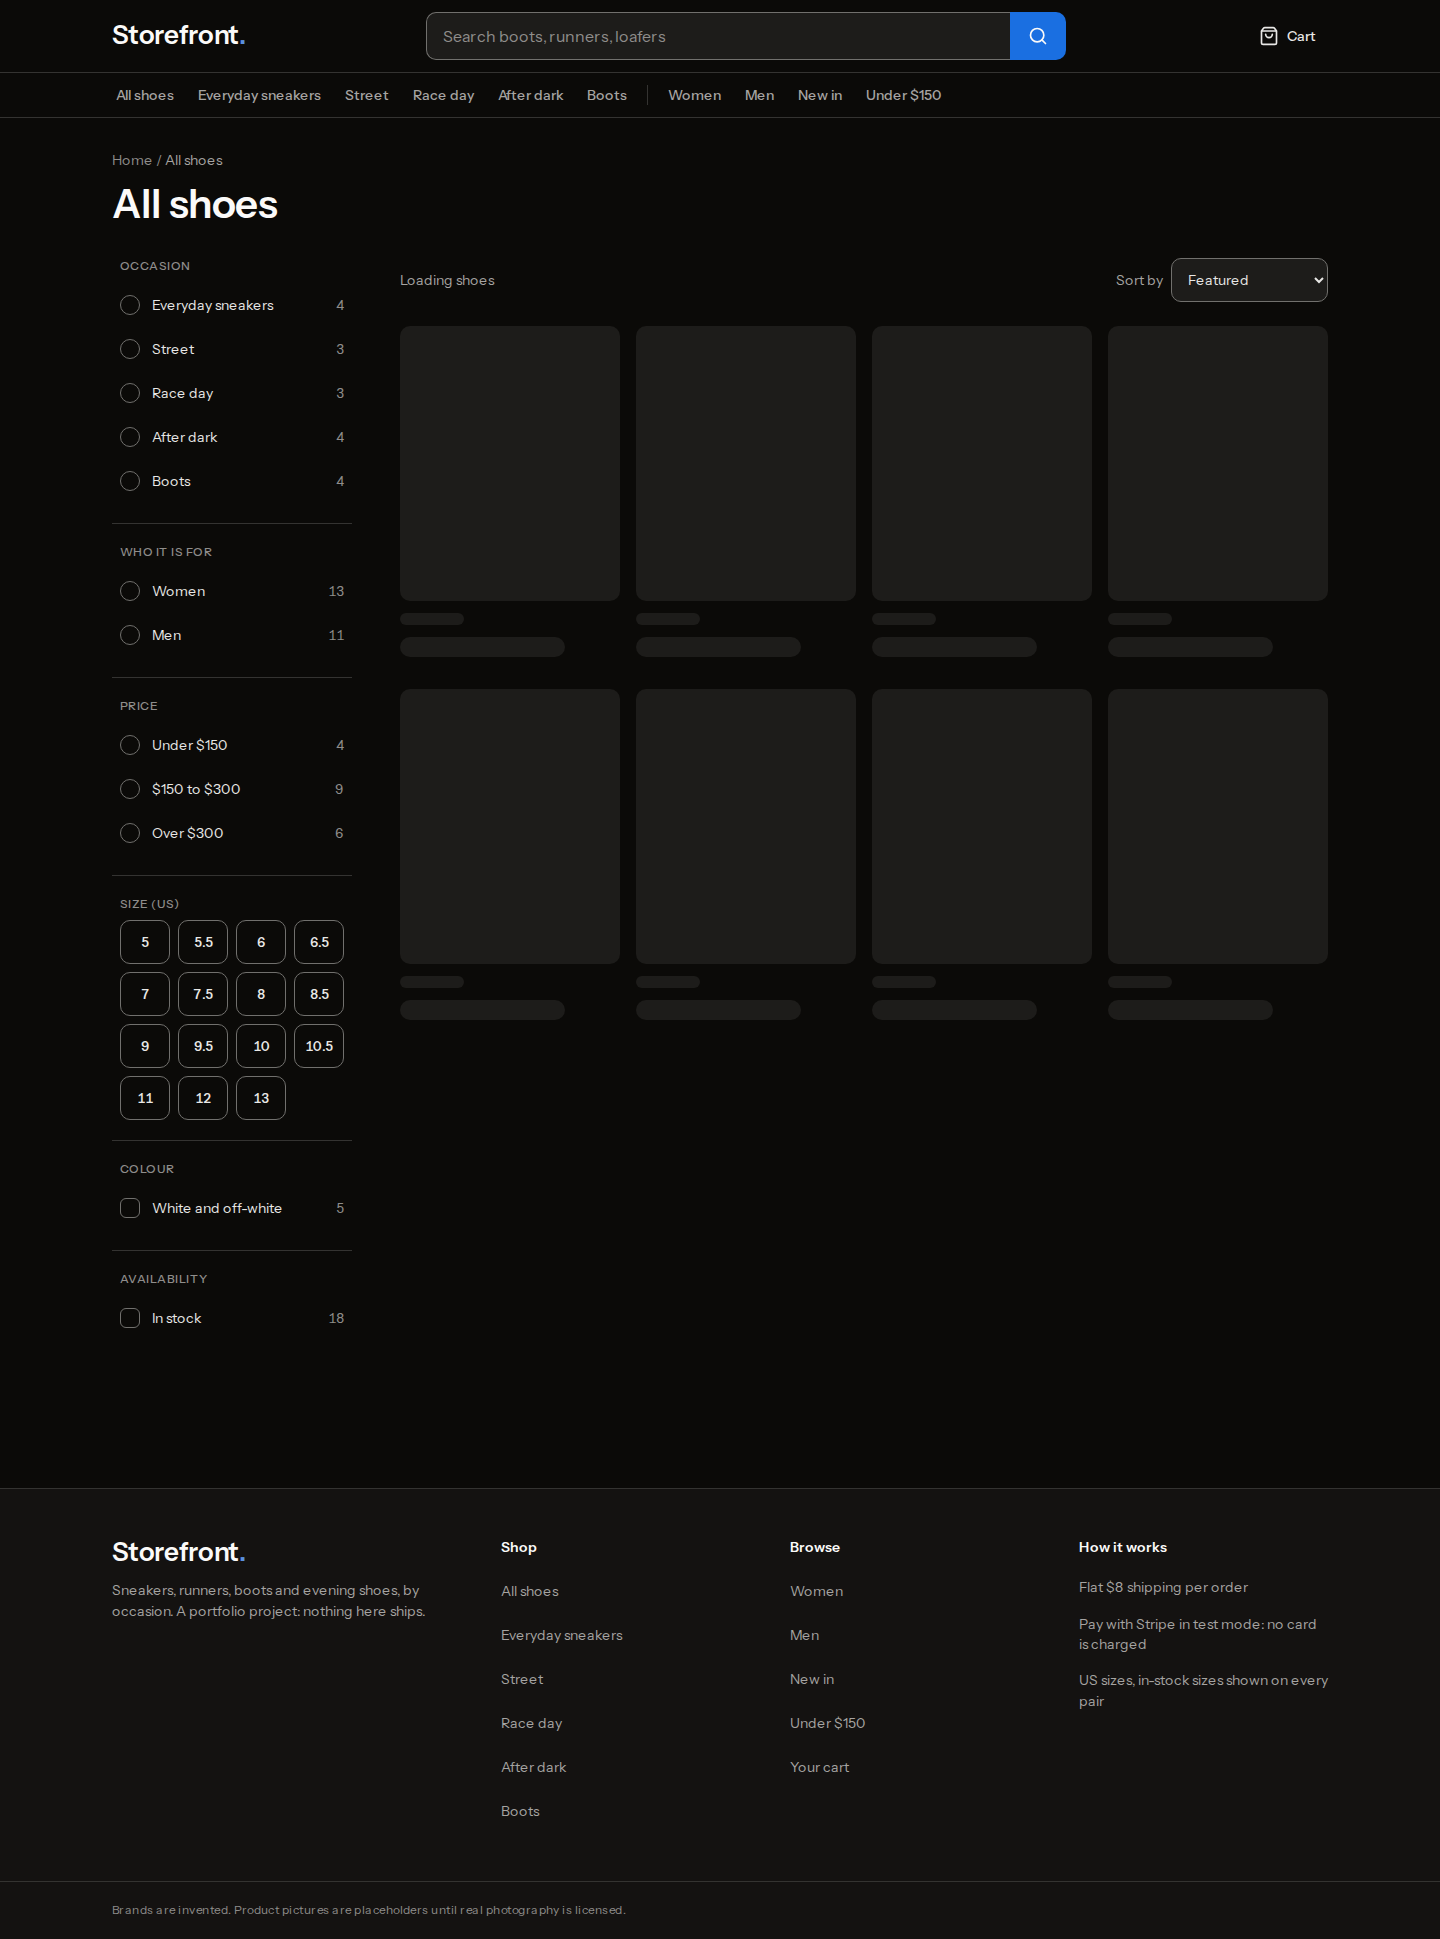 Storefront.
Search boots, runners, loafers
Cart
All shoes
Everyday sneakers
Street
Race day
After dark
Boots
Women
Men
New in
Under $150
Home / All shoes
All shoes
OCCASION
Everyday sneakers 4
Street 3
Race day 3
After dark 4
Boots 4
WHO IT IS FOR
Women 13
Men 11
PRICE
Under $150 4
$150 to $300 9
Over $300 6
SIZE (US)
5 5.5 6 6.5
7 7.5 8 8.5
9 9.5 10 10.5
11 12 13
COLOUR
White and off-white 5
AVAILABILITY
In stock 18
Loading shoes
Sort by Featured
Storefront.
Sneakers, runners, boots and evening shoes, by
occasion. A portfolio project: nothing here ships.
Shop
All shoes
Everyday sneakers
Street
Race day
After dark
Boots
Browse
Women
Men
New in
Under $150
Your cart
How it works
Flat $8 shipping per order
Pay with Stripe in test mode: no card
is charged
US sizes, in-stock sizes shown on every
pair
Brands are invented. Product pictures are placeholders until real photography is licensed.